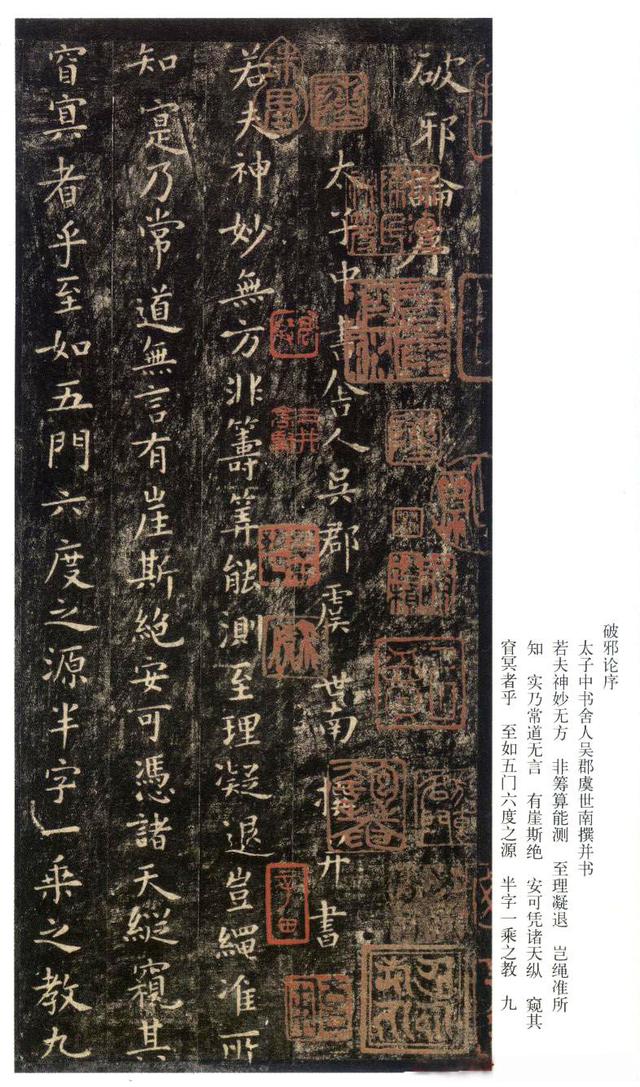 破邪论序
太子中书舍人吴郡虞世南撰并书
若夫神妙无方　非筹算能测　至理凝退　岂绳准所
知　实乃常道无言　有崖斯绝　安可凭诸天纵　窥其
窅冥者乎　至如五门六度之源　半字一乘之教　九
破邪論序
太子中書舍人吳郡虞世南撰并書
若夫神妙無方非籌筭能測至理凝退豈繩准所
知寔乃常道無言有崖斯絕安可憑諸天縱窺其
窅冥者乎至如五門六度之源半字一乘之教九